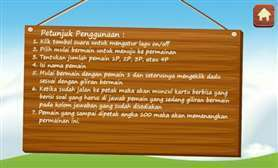 Petunjuk Penggunaan :
1. Klik tombol suara untuk mengatur lagu on/off
2. Pilih mulai bermain untuk menuju ke permainan
3. Tentukan jumlah pemain 1P, 2P, 3P, atau 4P
4. Isi nama pemain
5. Mulai bermain dengan pemain 1 dan seterusnya mengeklik dadu
sesuai dengan giliran bermain
6. Ketika sudah jalan ke petak maka akan muncul kartu berbisa yang
berisi soal yang harus di jawab pemain yang sedang giliran bermain
pada kolom jawaban yang sudah disediakan
7. Pemain yang sampai dipetak angka 100 maka akan memenangkan
permainan ini.